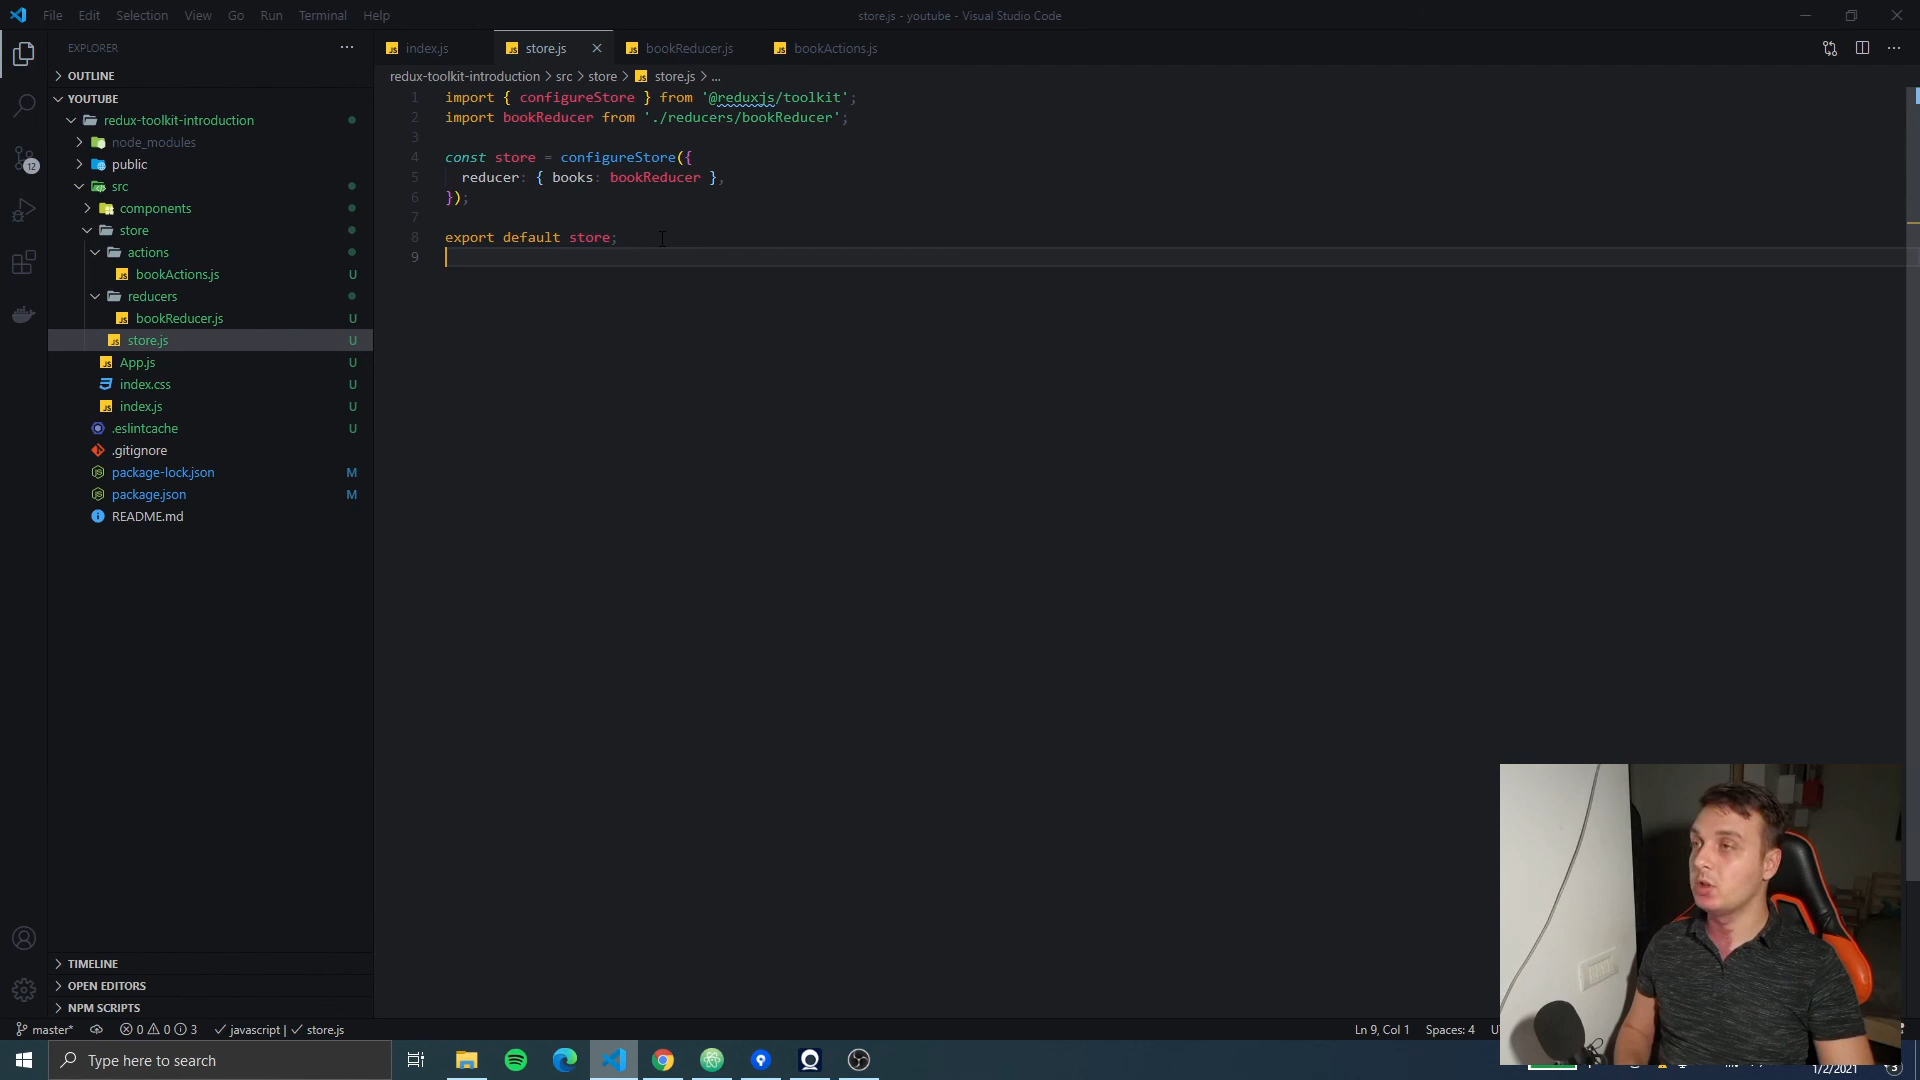 File Edit Selection View Go Run Terminal Help
store.js - youtube - Visual Studio Code
EXPLORER
index.js
store.js
bookReducer.js
bookActions.js
redux-toolkit-introduction > src > store > store.js > ...
OUTLINE
YOUTUBE
redux-toolkit-introduction
node_modules
public
src
components
store
actions
bookActions.js U
reducers
bookReducer.js U
store.js U
App.js U
index.css U
index.js U
.eslintcache U
.gitignore
package-lock.json M
package.json M
README.md
12
1 import { configureStore } from '@reduxjs/toolkit';
2 import bookReducer from './reducers/bookReducer';
3
4 const store = configureStore({
5 reducer: { books: bookReducer },
6 });
7
8 export default store;
9
TIMELINE
OPEN EDITORS
NPM SCRIPTS
master* 0 0 3 javascript | store.js
Ln 9, Col 1 Spaces: 4
Type here to search
1/2/2021
3